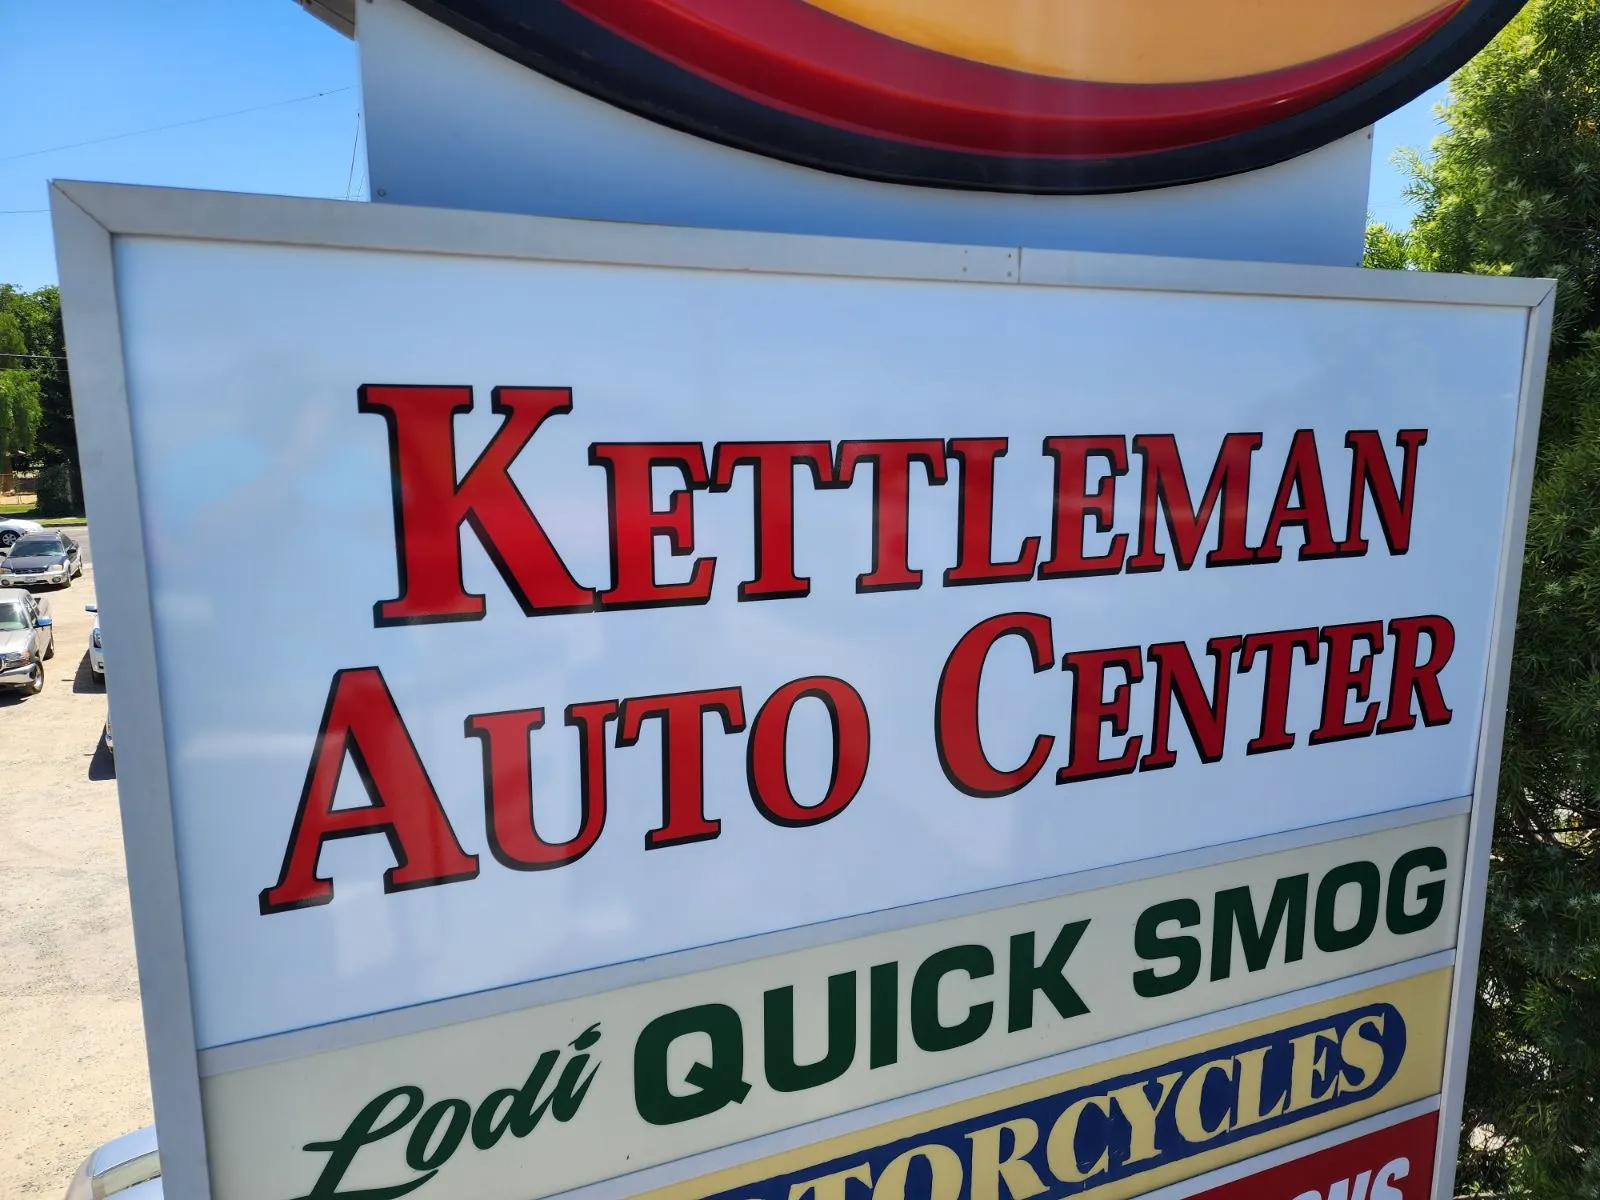 KETTLEMAN
AUTO CENTER
Lodi QUICK SMOG